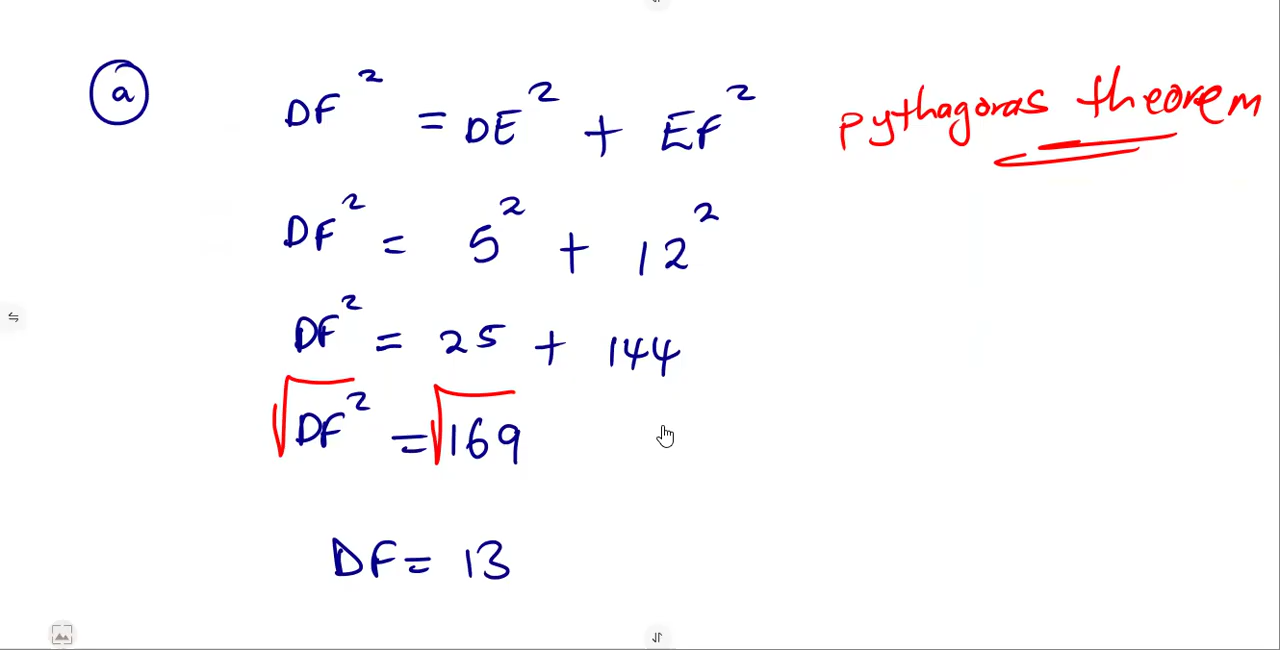 (a) DF² = DE² + EF² pythagoras theorem
DF² = 5² + 12²
DF² = 25 + 144
√DF² = √169
DF = 13